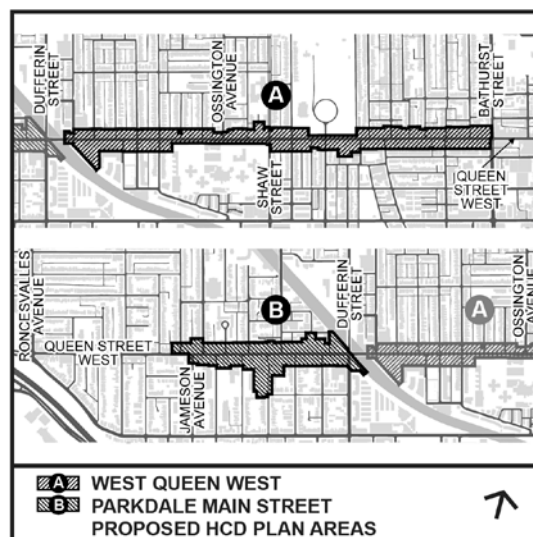 DUFFERIN
STREET
OSSINGTON
AVENUE
A
BATHURST
STREET
SHAW
STREET
QUEEN
STREET
WEST
RONCESVALLES
AVENUE
QUEEN STREET
WEST
JAMESON
AVENUE
B
DUFFERIN
STREET
A
OSSINGTON
AVENUE
A WEST QUEEN WEST
B PARKDALE MAIN STREET
PROPOSED HCD PLAN AREAS